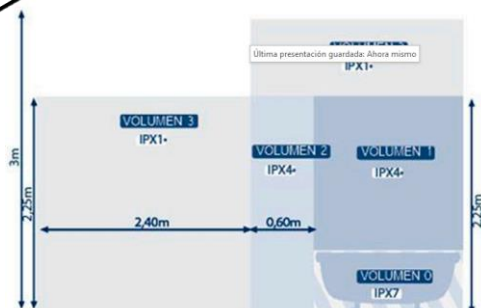 Última presentación guardada: Ahora mismo
IPX1•
VOLUMEN 3
IPX1•
VOLUMEN 2
IPX4•
VOLUMEN 1
IPX4•
3m
2,25m
2,25m
2,40m
0,60m
VOLUMEN 0
IPX7